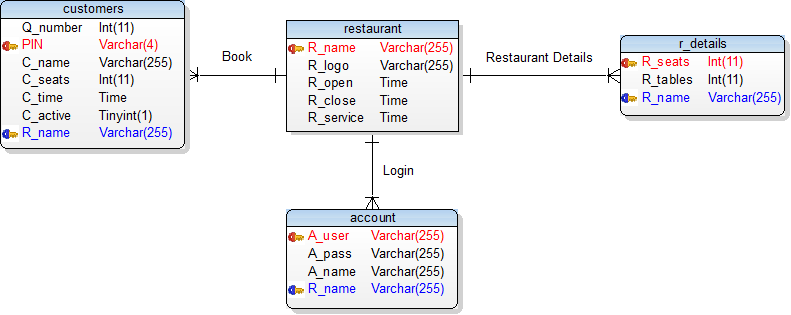 customers
Q_number Int(11)
PIN Varchar(4)
C_name Varchar(255)
C_seats Int(11)
C_time Time
C_active Tinyint(1)
R_name Varchar(255)
Book
restaurant
R_name Varchar(255)
R_logo Varchar(255)
R_open Time
R_close Time
R_service Time
Restaurant Details
r_details
R_seats Int(11)
R_tables Int(11)
R_name Varchar(255)
Login
account
A_user Varchar(255)
A_pass Varchar(255)
A_name Varchar(255)
R_name Varchar(255)